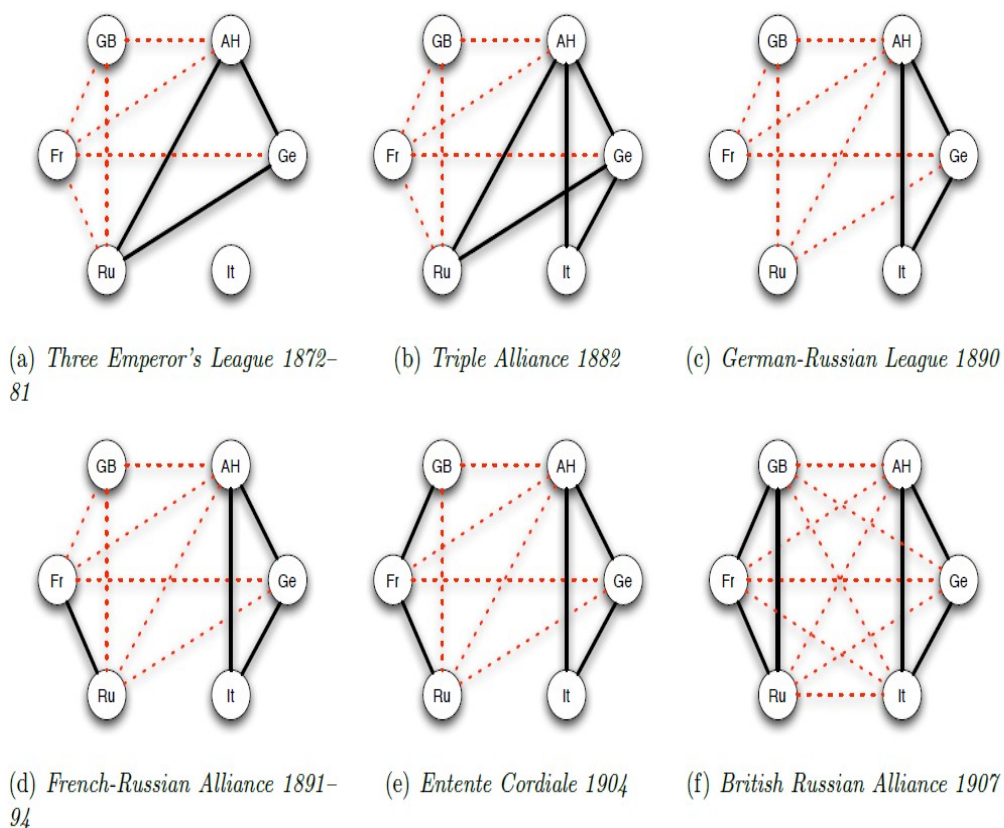 GB AH GB AH GB AH
Fr Ge Fr Ge Fr Ge
Ru It Ru It Ru It
(a) Three Emperor's League 1872–
81
(b) Triple Alliance 1882
(c) German-Russian League 1890
GB AH GB AH GB AH
Fr Ge Fr Ge Fr Ge
Ru It Ru It Ru It
(d) French-Russian Alliance 1891–
94
(e) Entente Cordiale 1904
(f) British Russian Alliance 1907